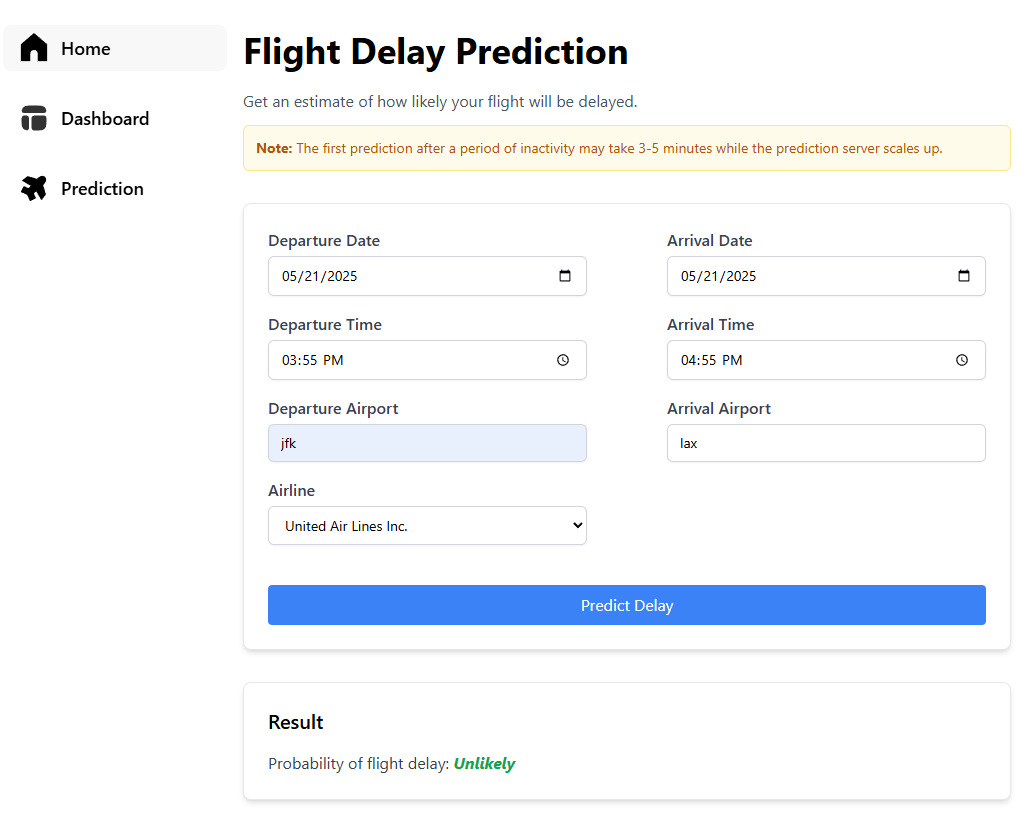 Home
Dashboard
Prediction
Flight Delay Prediction
Get an estimate of how likely your flight will be delayed.
Note: The first prediction after a period of inactivity may take 3-5 minutes while the prediction server scales up.
Departure Date
Arrival Date
05/21/2025
05/21/2025
Departure Time
Arrival Time
03:55 PM
04:55 PM
Departure Airport
Arrival Airport
jfk
lax
Airline
United Air Lines Inc.
Predict Delay
Result
Probability of flight delay: Unlikely